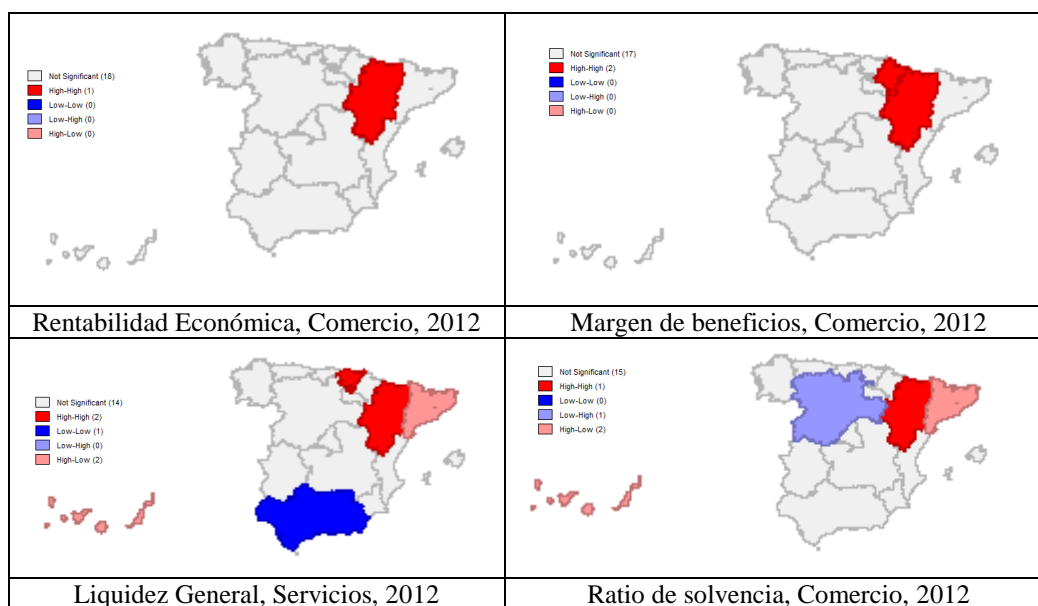 Not Significant (18)
High-High (1)
Low-Low (0)
Low-High (0)
High-Low (0)
Rentabilidad Económica, Comercio, 2012
Not Significant (17)
High-High (2)
Low-Low (0)
Low-High (0)
High-Low (0)
Margen de beneficios, Comercio, 2012
Not Significant (14)
High-High (2)
Low-Low (1)
Low-High (0)
High-Low (2)
Liquidez General, Servicios, 2012
Not Significant (15)
High-High (1)
Low-Low (0)
Low-High (1)
High-Low (2)
Ratio de solvencia, Comercio, 2012